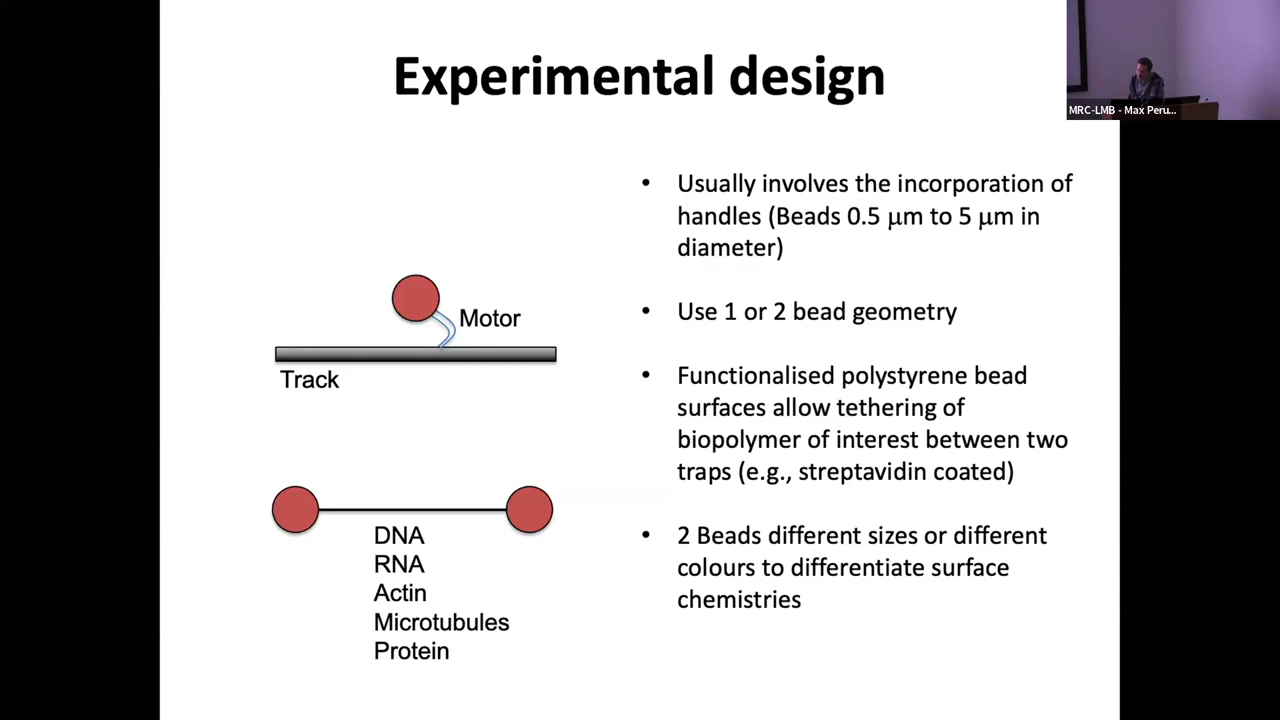 Experimental design
MRC-LMB - Max Peru...
• Usually involves the incorporation of
handles (Beads 0.5 μm to 5 μm in
diameter)
• Use 1 or 2 bead geometry
• Functionalised polystyrene bead
surfaces allow tethering of
biopolymer of interest between two
traps (e.g., streptavidin coated)
• 2 Beads different sizes or different
colours to differentiate surface
chemistries
Motor
Track
DNA
RNA
Actin
Microtubules
Protein